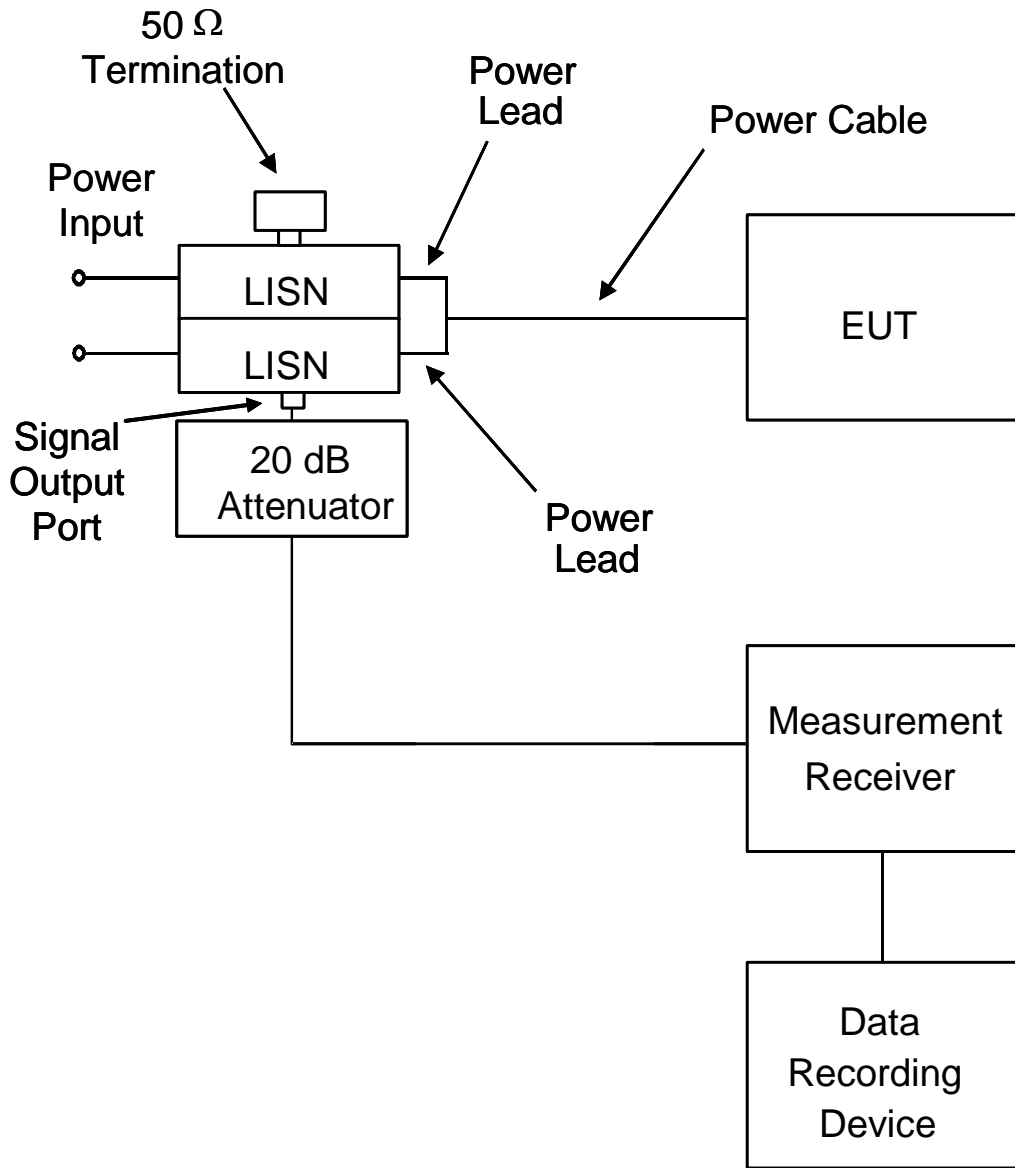 50 Ω
Termination
Power
Lead
Power Cable
Power
Input
LISN
EUT
LISN
Signal
Output
Port
20 dB
Attenuator
Power
Lead
Measurement
Receiver
Data
Recording
Device